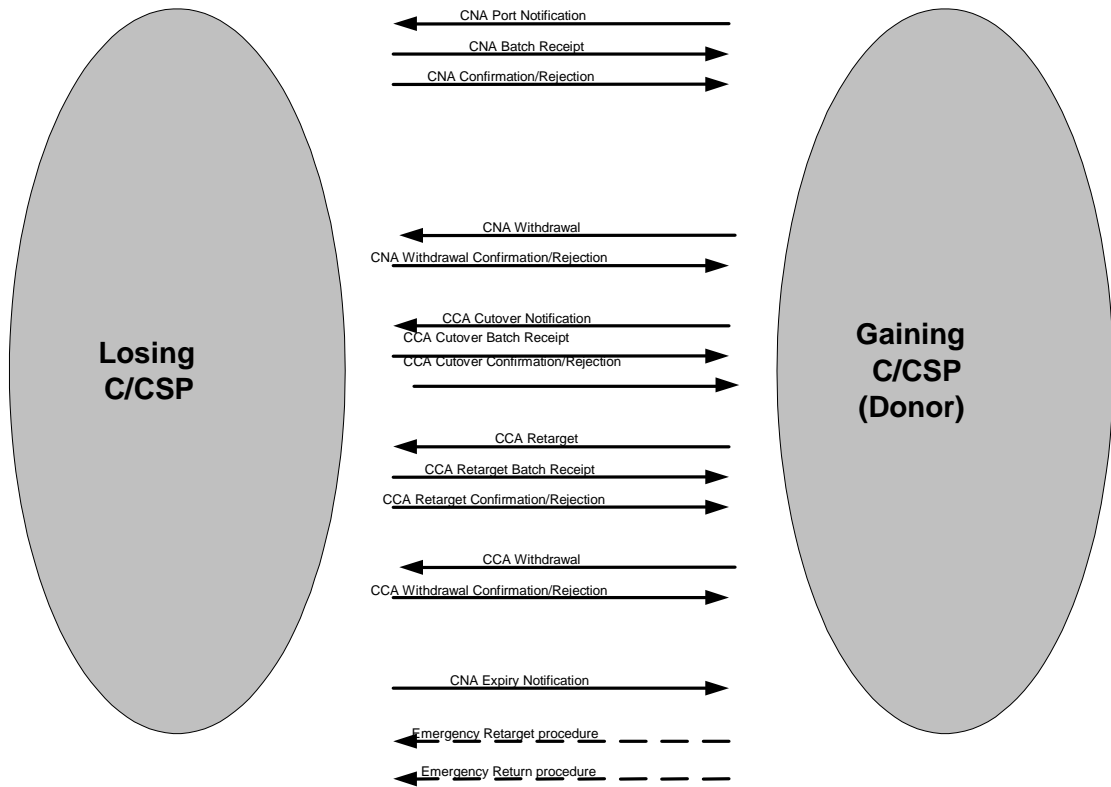 CNA Port Notification
CNA Batch Receipt
CNA Confirmation/Rejection
CNA Withdrawal
CNA Withdrawal Confirmation/Rejection
CCA Cutover Notification
CCA Cutover Batch Receipt
CCA Cutover Confirmation/Rejection
Losing
C/CSP
Gaining
C/CSP
(Donor)
CCA Retarget
CCA Retarget Batch Receipt
CCA Retarget Confirmation/Rejection
CCA Withdrawal
CCA Withdrawal Confirmation/Rejection
CNA Expiry Notification
Emergency Retarget procedure
Emergency Return procedure